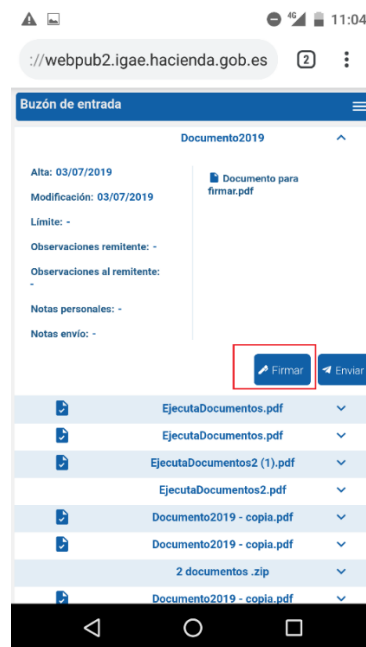 46 11:04
://webpub2.igae.hacienda.gob.es 2
Buzón de entrada
Documento2019
Alta: 03/07/2019
Modificación: 03/07/2019
Límite: -
Observaciones remitente: -
Observaciones al remitente:
-
Notas personales: -
Notas envío: -
Documento para
firmar.pdf
Firmar
Enviar
EjecutaDocumentos.pdf
EjecutaDocumentos.pdf
EjecutaDocumentos2 (1).pdf
EjecutaDocumentos2.pdf
Documento2019 - copia.pdf
Documento2019 - copia.pdf
2 documentos .zip
Documento2019 - copia.pdf